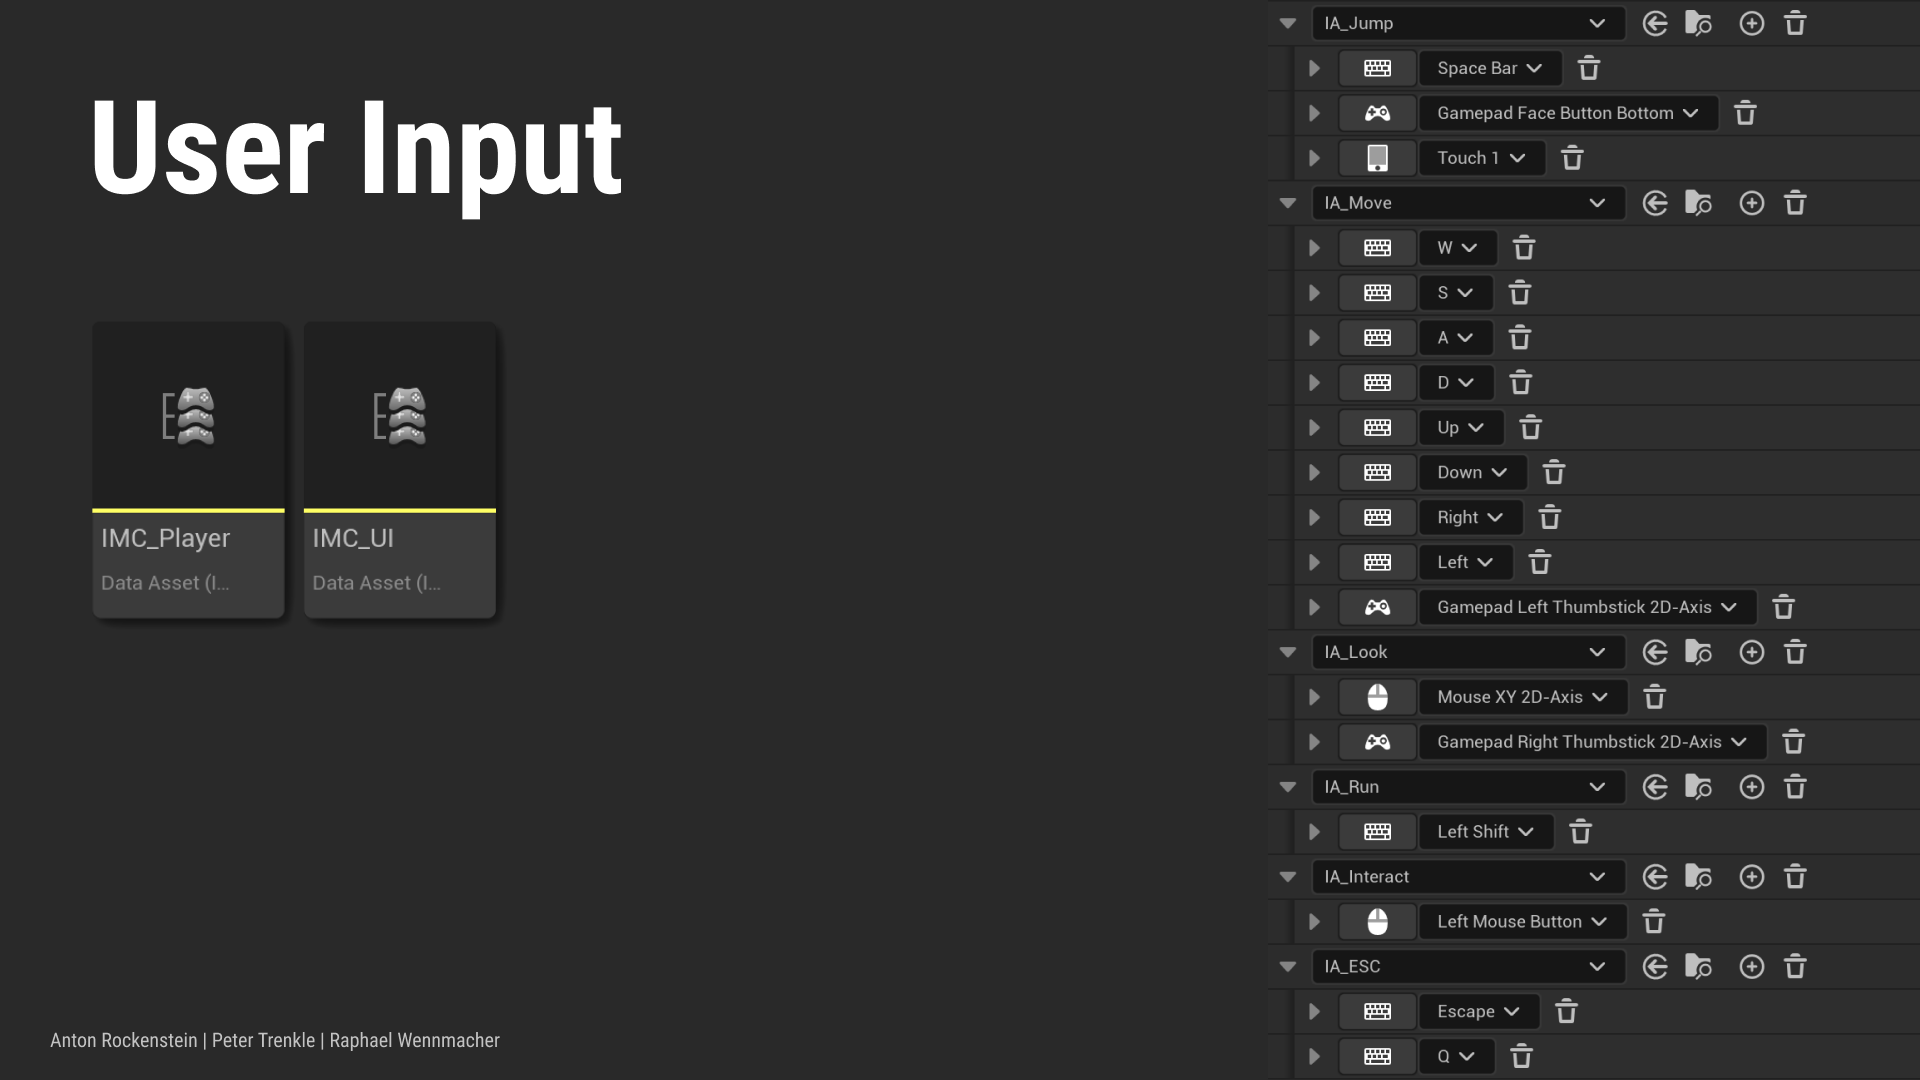 User Input
IMC_Player
Data Asset (I...
IMC_UI
Data Asset (I...
Anton Rockenstein | Peter Trenkle | Raphael Wennmacher
IA_Jump
Space Bar
Gamepad Face Button Bottom
Touch 1
IA_Move
W
S
A
D
Up
Down
Right
Left
Gamepad Left Thumbstick 2D-Axis
IA_Look
Mouse XY 2D-Axis
Gamepad Right Thumbstick 2D-Axis
IA_Run
Left Shift
IA_Interact
Left Mouse Button
IA_ESC
Escape
Q